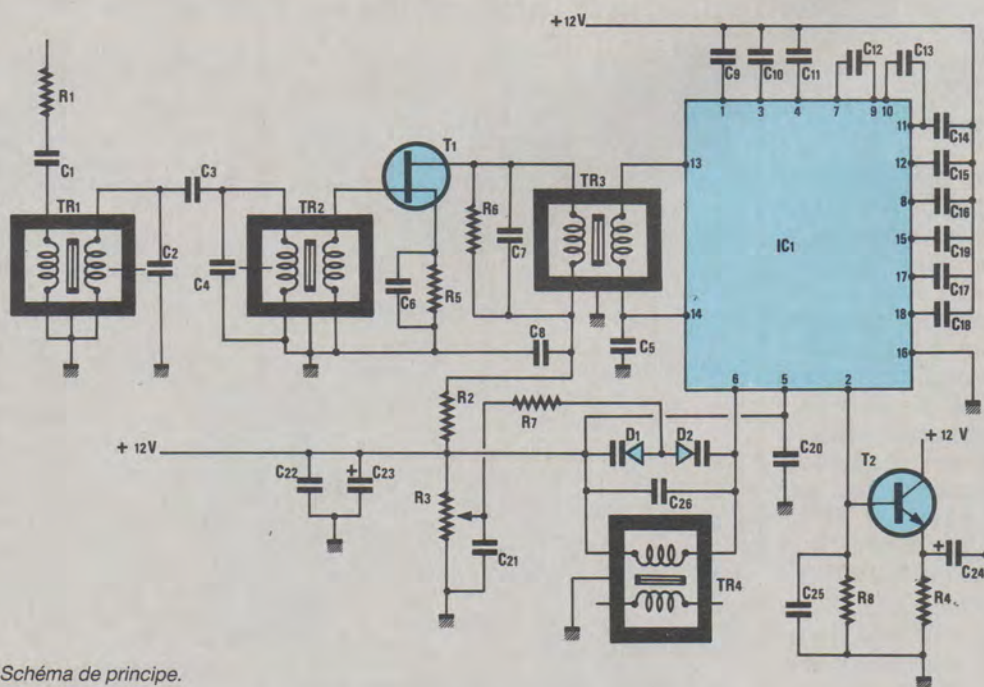 + 12 V
C12
C13
C9
C10
C11
1
3
4
7
9
10
R1
11
C14
T1
C1
C3
13
12
C15
TR3
TR1
TR2
R6
8
C16
C2
C7
IC1
C4
15
C19
C6
R5
17
C17
14
18
C18
C8
C5
16
6
5
2
R2
R7
+ 12 V
D1
D2
C20
+ 12 V
T2
C22
C23
+
R3
C26
C21
+
C24
TR4
C25
R8
R4
Schéma de principe.